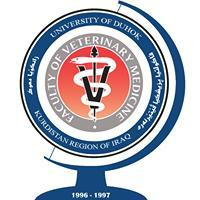 UNIVERSITY OF DUHOK
FACULTY OF VETERINARY MEDICINE
V
KURDISTAN REGION OF IRAQ
1996 - 1997